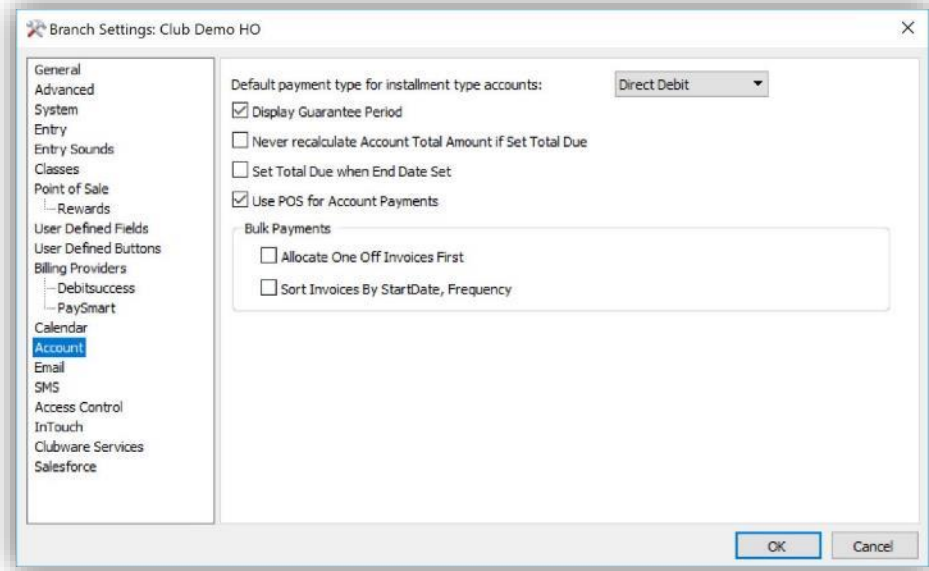 Branch Settings: Club Demo HO
General
Advanced
System
Entry
Entry Sounds
Classes
Point of Sale
Rewards
User Defined Fields
User Defined Buttons
Billing Providers
Debitsuccess
PaySmart
Calendar
Account
Email
SMS
Access Control
InTouch
Clubware Services
Salesforce
Default payment type for installment type accounts: Direct Debit
Display Guarantee Period
Never recalculate Account Total Amount if Set Total Due
Set Total Due when End Date Set
Use POS for Account Payments
Bulk Payments
Allocate One Off Invoices First
Sort Invoices By StartDate, Frequency
OK Cancel